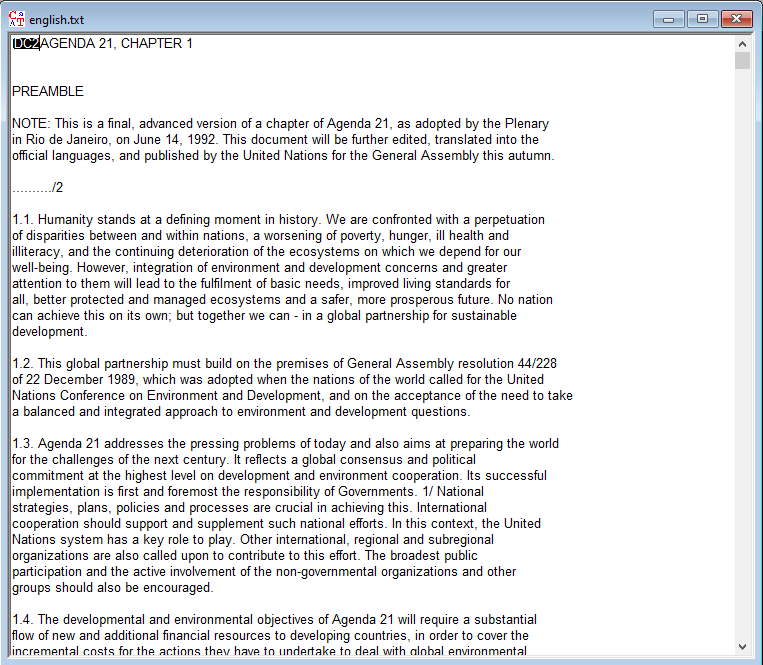 CaT
AT
english.txt
DC2AGENDA 21, CHAPTER 1
PREAMBLE
NOTE: This is a final, advanced version of a chapter of Agenda 21, as adopted by the Plenary
in Rio de Janeiro, on June 14, 1992. This document will be further edited, translated into the
official languages, and published by the United Nations for the General Assembly this autumn.
........../2
1.1. Humanity stands at a defining moment in history. We are confronted with a perpetuation
of disparities between and within nations, a worsening of poverty, hunger, ill health and
illiteracy, and the continuing deterioration of the ecosystems on which we depend for our
well-being. However, integration of environment and development concerns and greater
attention to them will lead to the fulfilment of basic needs, improved living standards for
all, better protected and managed ecosystems and a safer, more prosperous future. No nation
can achieve this on its own; but together we can - in a global partnership for sustainable
development.
1.2. This global partnership must build on the premises of General Assembly resolution 44/228
of 22 December 1989, which was adopted when the nations of the world called for the United
Nations Conference on Environment and Development, and on the acceptance of the need to take
a balanced and integrated approach to environment and development questions.
1.3. Agenda 21 addresses the pressing problems of today and also aims at preparing the world
for the challenges of the next century. It reflects a global consensus and political
commitment at the highest level on development and environment cooperation. Its successful
implementation is first and foremost the responsibility of Governments. 1/ National
strategies, plans, policies and processes are crucial in achieving this. International
cooperation should support and supplement such national efforts. In this context, the United
Nations system has a key role to play. Other international, regional and subregional
organizations are also called upon to contribute to this effort. The broadest public
participation and the active involvement of the non-governmental organizations and other
groups should also be encouraged.
1.4. The developmental and environmental objectives of Agenda 21 will require a substantial
flow of new and additional financial resources to developing countries, in order to cover the
incremental costs for the actions they have to undertake to deal with global environmental